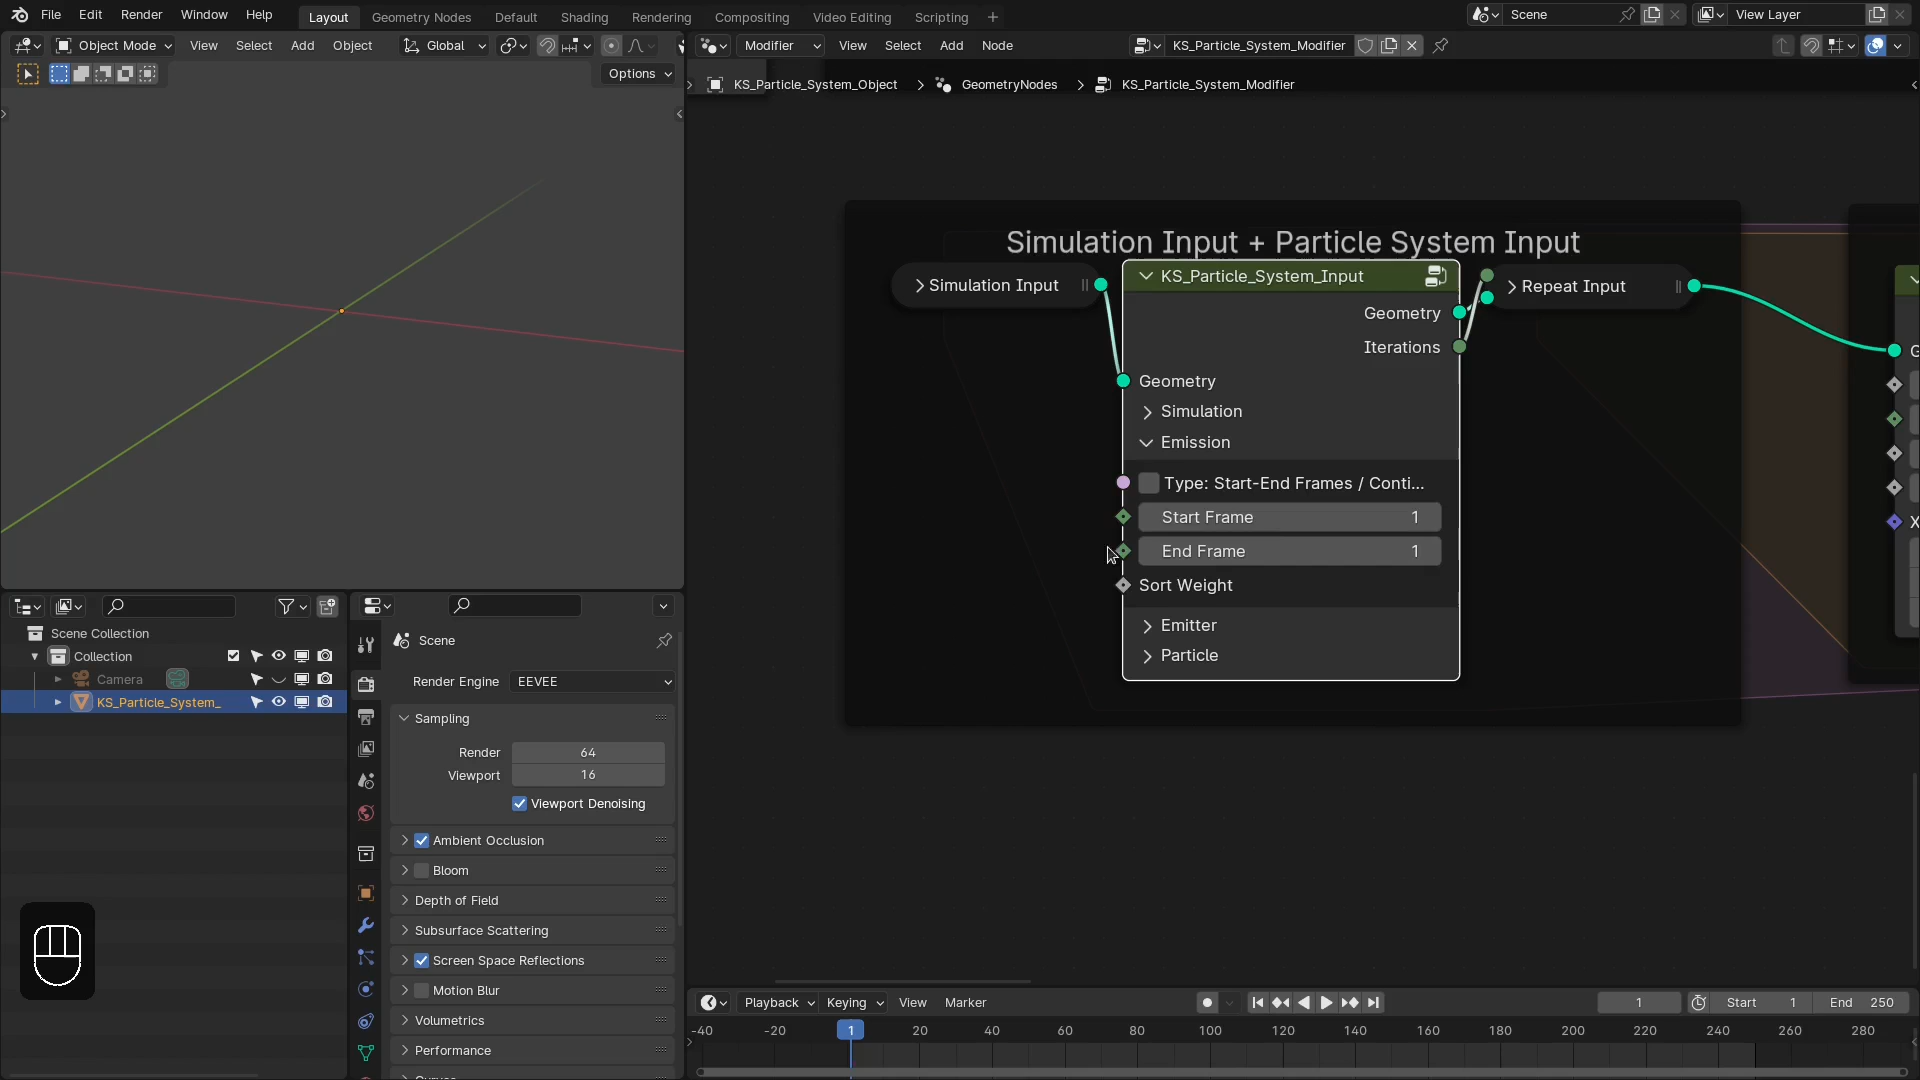 File Edit Render Window Help Layout Geometry Nodes Default Shading Rendering Compositing Video Editing Scripting + Scene View Layer
Object Mode View Select Add Object Global
Modifier View Select Add Node KS_Particle_System_Modifier
Options
KS_Particle_System_Object > GeometryNodes > KS_Particle_System_Modifier
Simulation Input + Particle System Input
Simulation Input
KS_Particle_System_Input
Geometry
Iterations
Geometry
Simulation
Emission
Type: Start-End Frames / Conti...
Start Frame 1
End Frame 1
Sort Weight
Emitter
Particle
Repeat Input
G
X
Scene Collection
Collection
Camera
KS_Particle_System_
Scene
Render Engine EEVEE
Sampling
Render 64
Viewport 16
Viewport Denoising
Ambient Occlusion
Bloom
Depth of Field
Subsurface Scattering
Screen Space Reflections
Motion Blur
Volumetrics
Performance
Playback Keying View Marker 1 Start 1 End 250
-40 -20 1 20 40 60 80 100 120 140 160 180 200 220 240 260 280